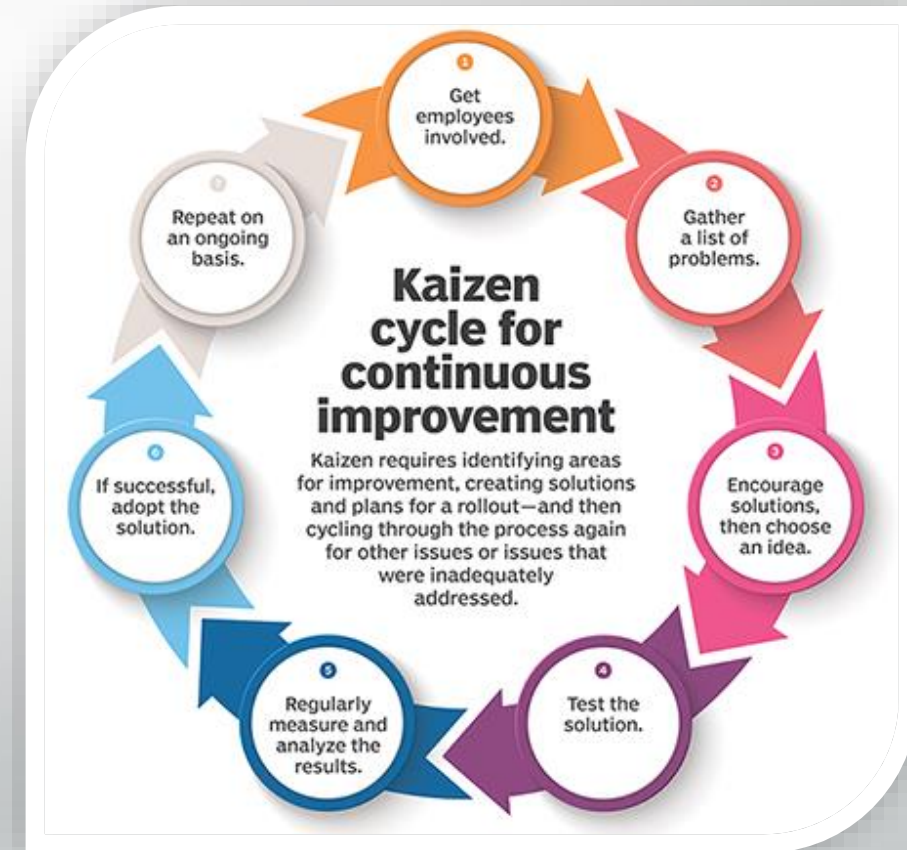 1
Get
employees
involved.
2
Gather
a list of
problems.
3
Encourage
solutions,
then choose
an idea.
4
Test the
solution.
5
Regularly
measure and
analyze the
results.
6
If successful,
adopt the
solution.
7
Repeat on
an ongoing
basis.
Kaizen
cycle for
continuous
improvement
Kaizen requires identifying areas
for improvement, creating solutions
and plans for a rollout—and then
cycling through the process again
for other issues or issues that
were inadequately
addressed.